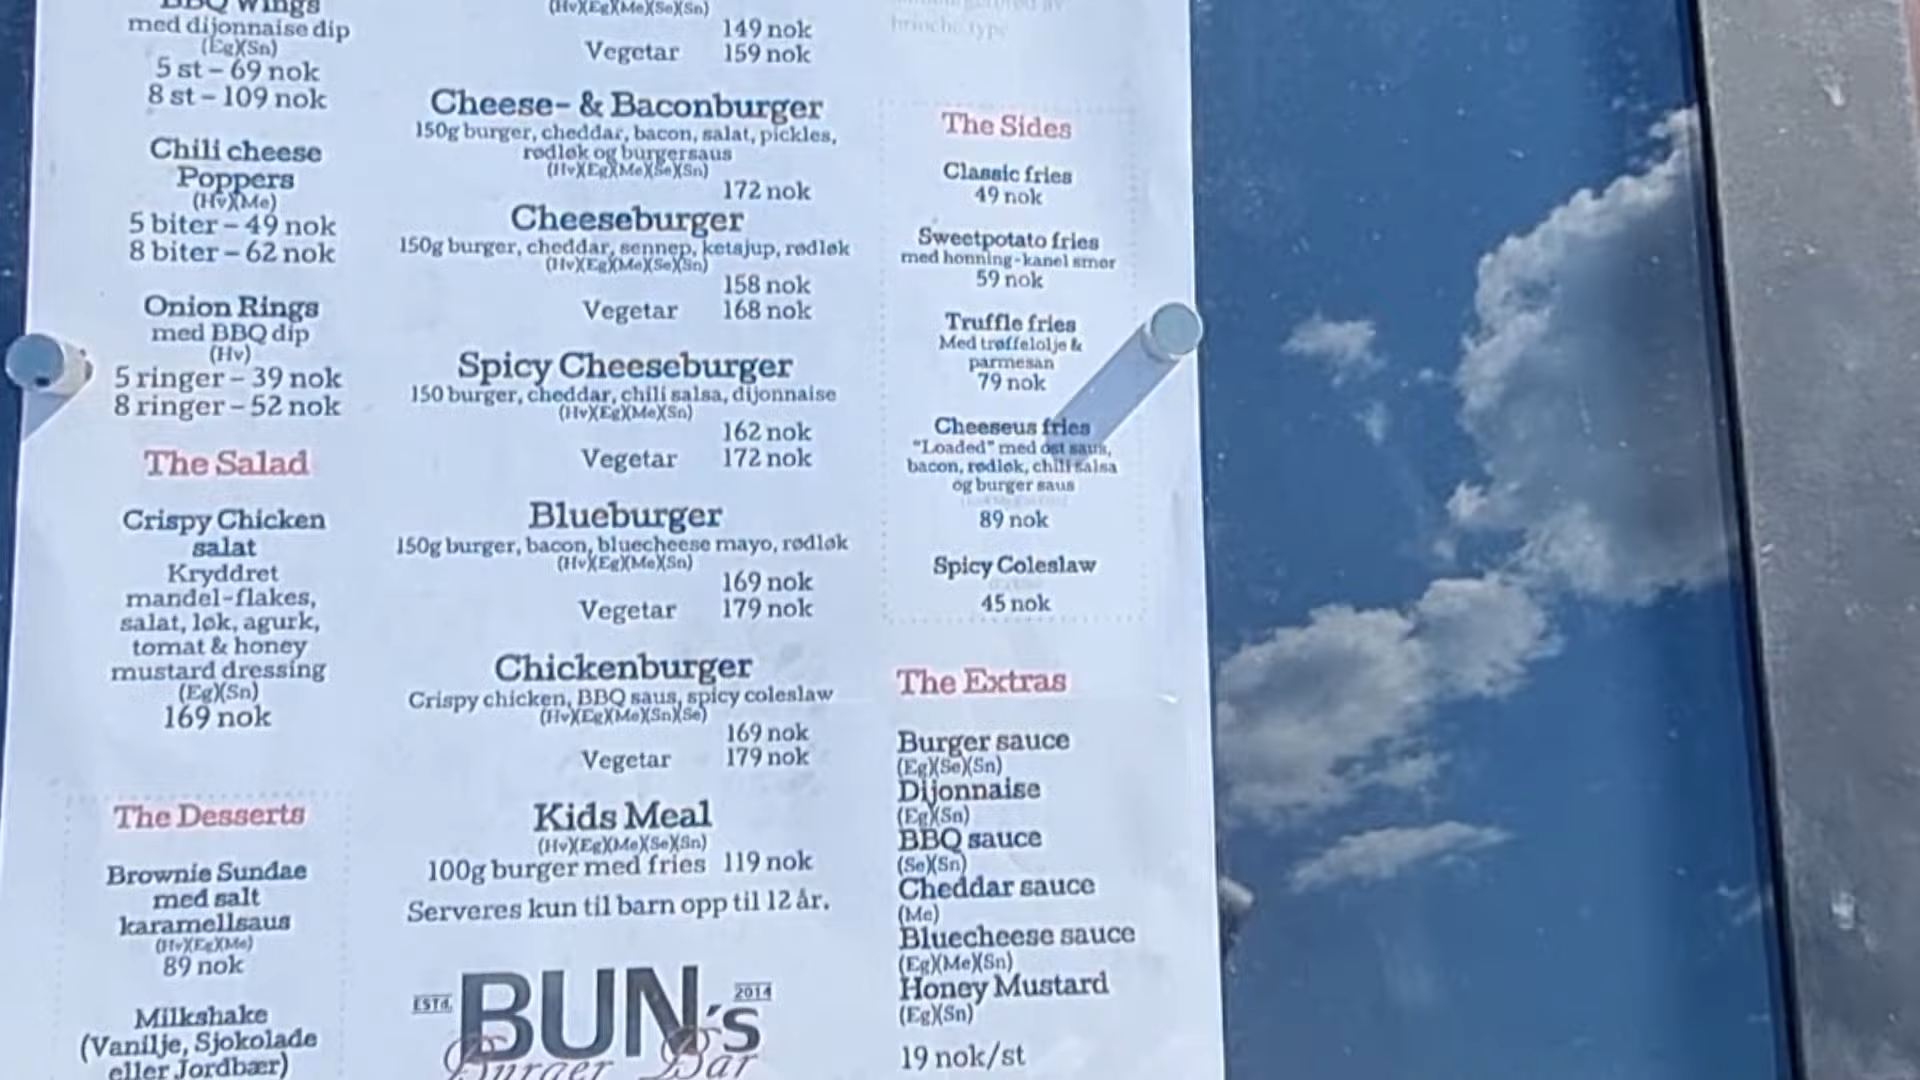 BBQ Wings
med dijonnaise dip
(Eg)(Sn)
5 st – 69 nok
8 st – 109 nok
Chili cheese
Poppers
(Hv)(Me)
5 biter – 49 nok
8 biter – 62 nok
Onion Rings
med BBQ dip
(Hv)
5 ringer – 39 nok
8 ringer – 52 nok
The Salad
Crispy Chicken
salat
Kryddret
mandel-flakes,
salat, løk, agurk,
tomat & honey
mustard dressing
(Eg)(Sn)
169 nok
The Desserts
Brownie Sundae
med salt
karamellsaus
(Hv)(Eg)(Me)
89 nok
Milkshake
(Vanilje, Sjokolade
eller Jordbær)
(Hv)(Eg)(Me)(Se)(Sn)
149 nok
Vegetar 159 nok
Cheese- & Baconburger
150g burger, cheddar, bacon, salat, pickles,
rødløk og burgersaus
(Hv)(Eg)(Me)(Se)(Sn)
172 nok
Cheeseburger
150g burger, cheddar, sennep, ketsjup, rødløk
(Hv)(Eg)(Me)(Se)(Sn)
158 nok
Vegetar 168 nok
Spicy Cheeseburger
150 burger, cheddar, chili salsa, dijonnaise
(Hv)(Eg)(Me)(Sn)
162 nok
Vegetar 172 nok
Blueburger
150g burger, bacon, bluecheese mayo, rødløk
(Hv)(Eg)(Me)(Sn)
169 nok
Vegetar 179 nok
Chickenburger
Crispy chicken, BBQ saus, spicy coleslaw
(Hv)(Eg)(Me)(Sn)(Se)
169 nok
Vegetar 179 nok
Kids Meal
(Hv)(Eg)(Me)(Se)(Sn)
100g burger med fries 119 nok
Serveres kun til barn opp til 12 år.
ESTd. BUN's 2014
Burger Bar
brioche type
The Sides
Classic fries
49 nok
Sweetpotato fries
med honning-kanel smør
59 nok
Truffle fries
Med trøffelolje &
parmesan
79 nok
Cheeseus fries
"Loaded" med ost saus,
bacon, rødløk, chili salsa
og burger saus
89 nok
Spicy Coleslaw
45 nok
The Extras
Burger sauce
(Eg)(Se)(Sn)
Dijonnaise
(Eg)(Sn)
BBQ sauce
(Se)(Sn)
Cheddar sauce
(Me)
Bluecheese sauce
(Eg)(Me)(Sn)
Honey Mustard
(Eg)(Sn)
19 nok/st